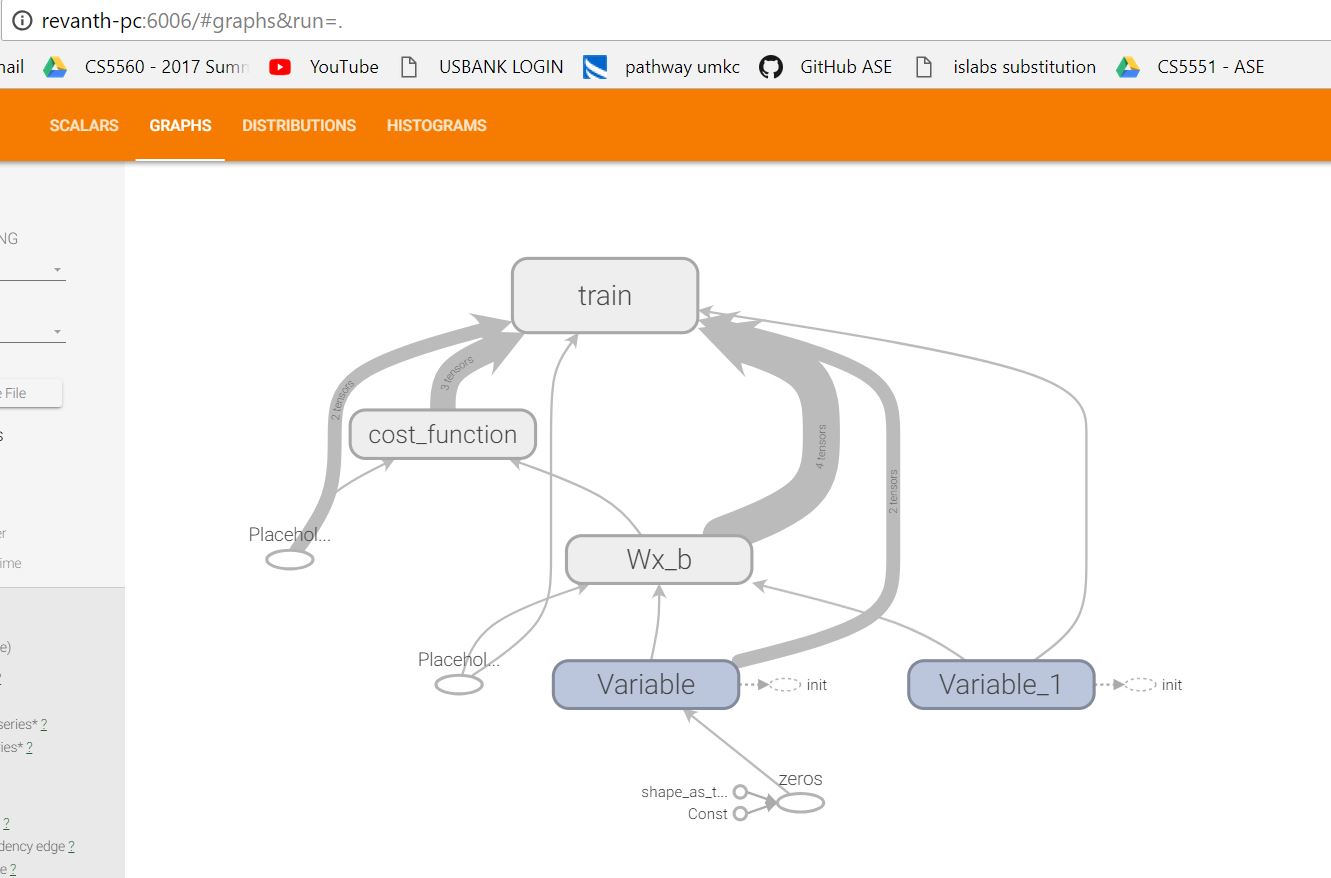 revanth-pc:6006/#graphs&run=.
nail CS5560 - 2017 Summ YouTube USBANK LOGIN pathway umkc GitHub ASE islabs substitution CS5551 - ASE
SCALARS GRAPHS DISTRIBUTIONS HISTOGRAMS
NG
e File
s
er
ime
e)
?
series* ?
ies* ?
?
dency edge ?
e ?
train
2 tensors
3 tensors
cost_function
4 tensors
2 tensors
Placehol...
Wx_b
Placehol...
Variable
init
Variable_1
init
zeros
shape_as_t...
Const